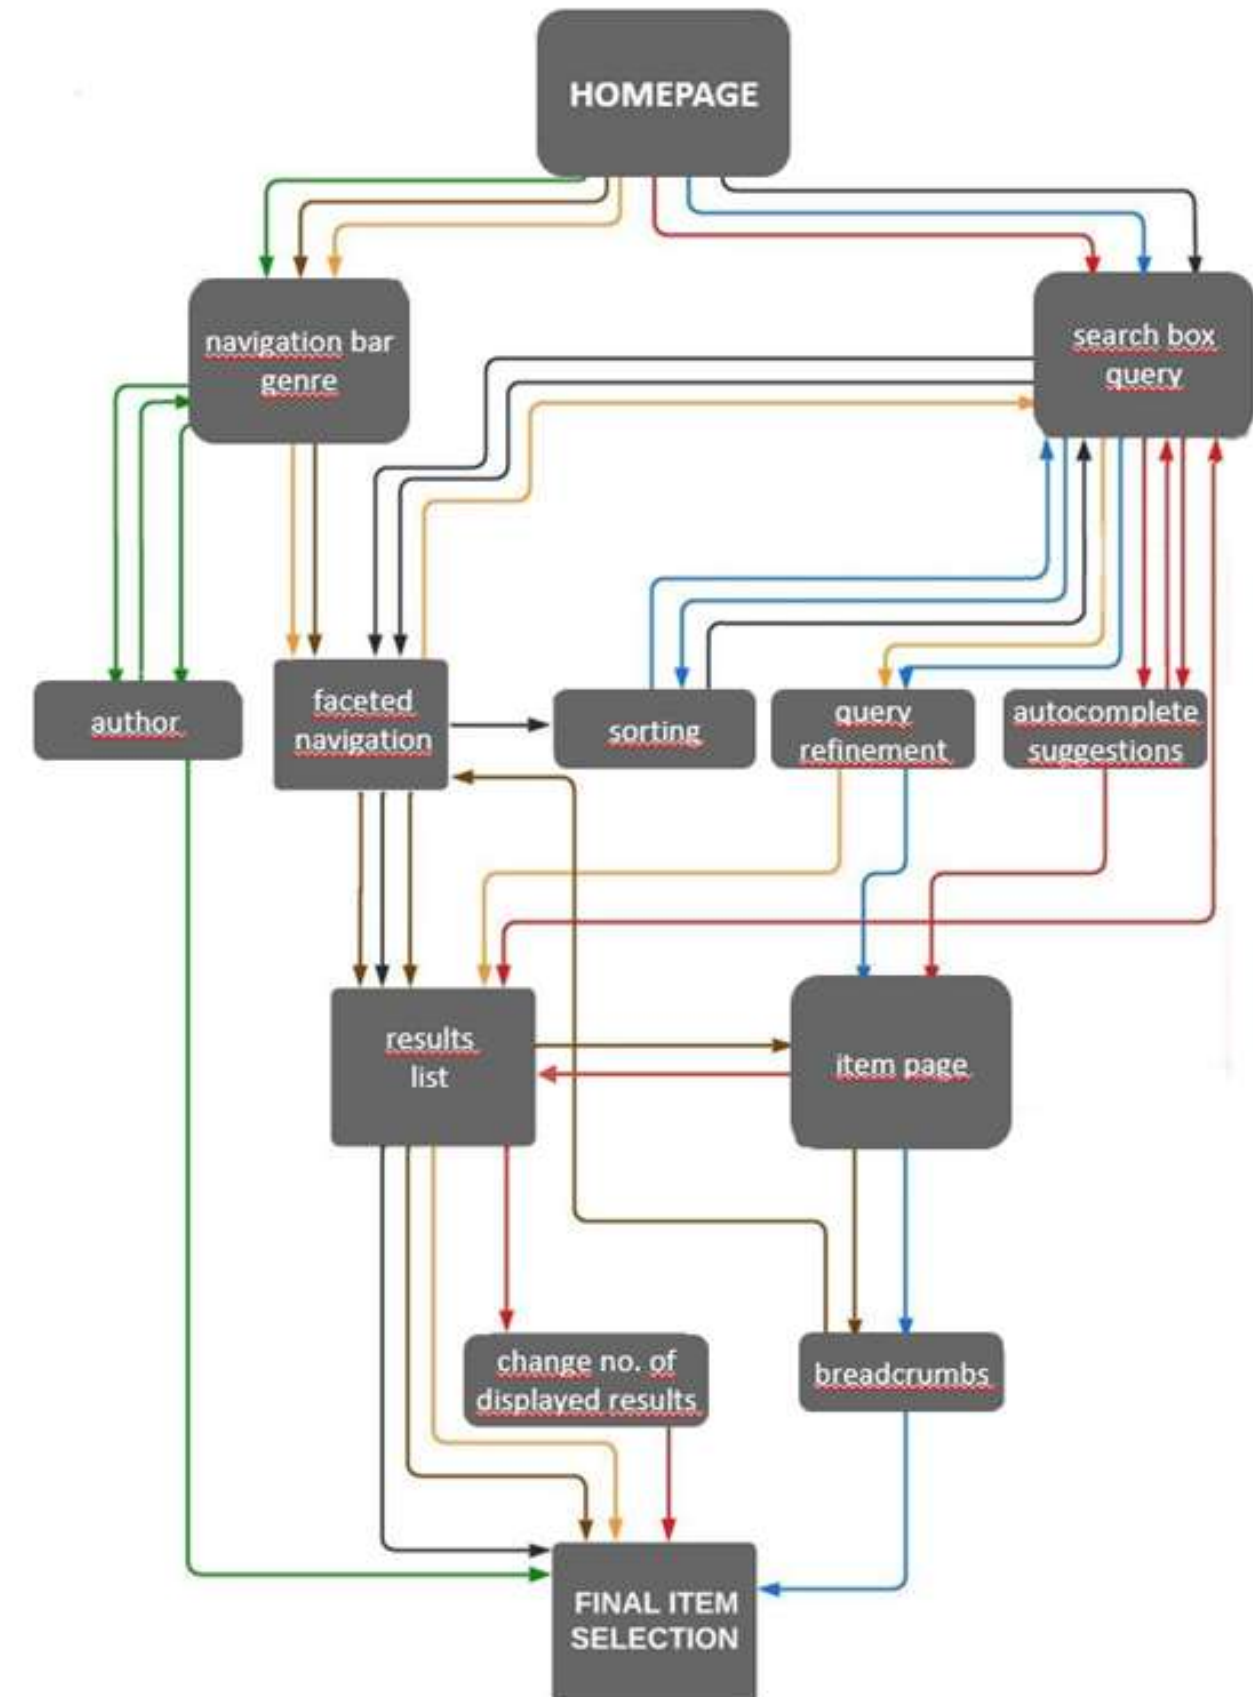 HOMEPAGE
navigation bar
genre
search box
query
author
faceted
navigation
sorting
query
refinement
autocomplete
suggestions
results
list
item page
change no. of
displayed results
breadcrumbs
FINAL ITEM
SELECTION